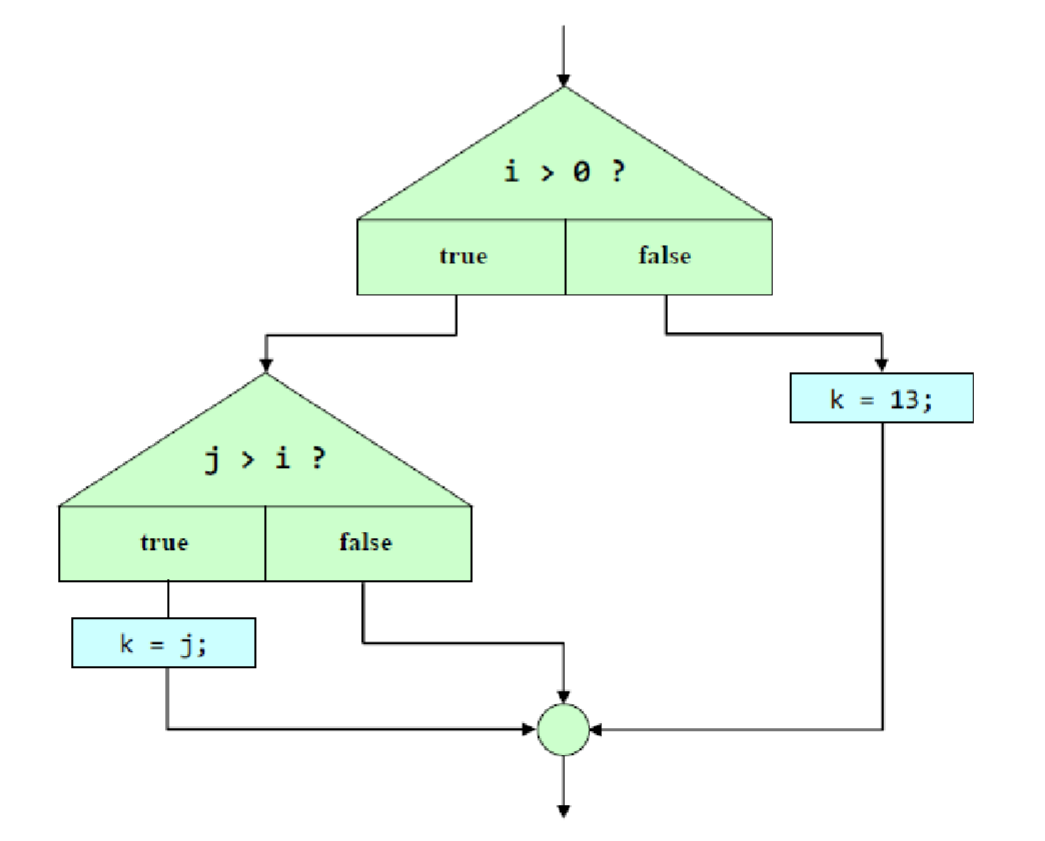 i > 0 ?
true
false
k = 13;
j > i ?
true
false
k = j;